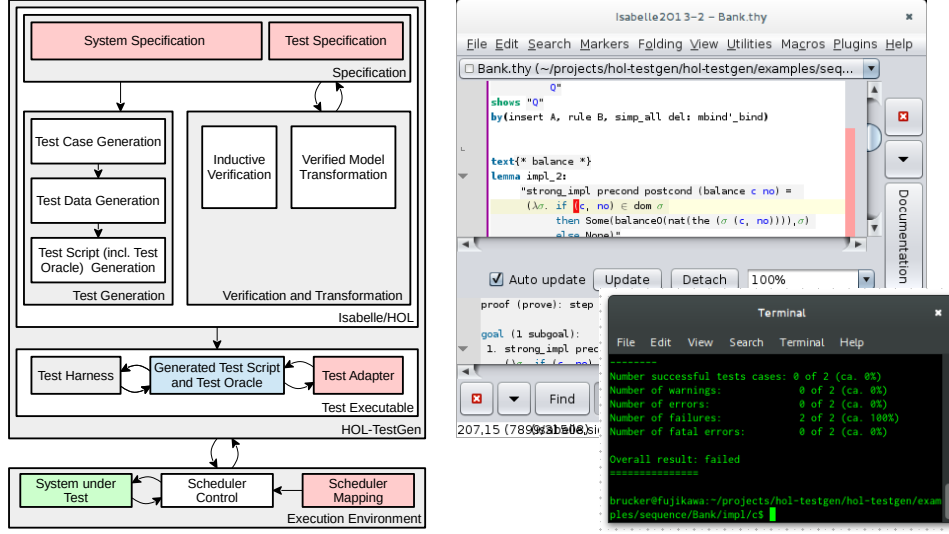 System Specification
Test Specification
Specification
Test Case Generation
Test Data Generation
Test Script (incl. Test
Oracle) Generation
Test Generation
Inductive
Verification
Verified Model
Transformation
Verification and Transformation
Isabelle/HOL
Test Harness
Generated Test Script
and Test Oracle
Test Adapter
Test Executable
HOL-TestGen
System under
Test
Scheduler
Control
Scheduler
Mapping
Execution Environment
Isabelle2013-2 – Bank.thy
File Edit Search Markers Folding View Utilities Macros Plugins Help
Bank.thy (~/projects/hol-testgen/hol-testgen/examples/seq...
Q"
shows "Q"
by(insert A, rule B, simp_all del: mbind'_bind)
text{* balance *}
lemma impl_2:
"strong_impl precond postcond (balance c no) =
(λσ. if (c, no) ∈ dom σ
then Some(balanceO(nat(the (σ (c, no)))),σ)
else None)"
Documentation
Auto update Update Detach 100%
proof (prove): step
goal (1 subgoal):
1. strong_impl prec
(λσ. if (c, no)
Find
207,15
Terminal
File Edit View Search Terminal Help
--------
Number successful tests cases: 0 of 2 (ca. 0%)
Number of warnings: 0 of 2 (ca. 0%)
Number of errors: 0 of 2 (ca. 0%)
Number of failures: 2 of 2 (ca. 100%)
Number of fatal errors: 0 of 2 (ca. 0%)
Overall result: failed
===============
brucker@fujikawa:~/projects/hol-testgen/hol-testgen/exam
ples/sequence/Bank/impl/c$